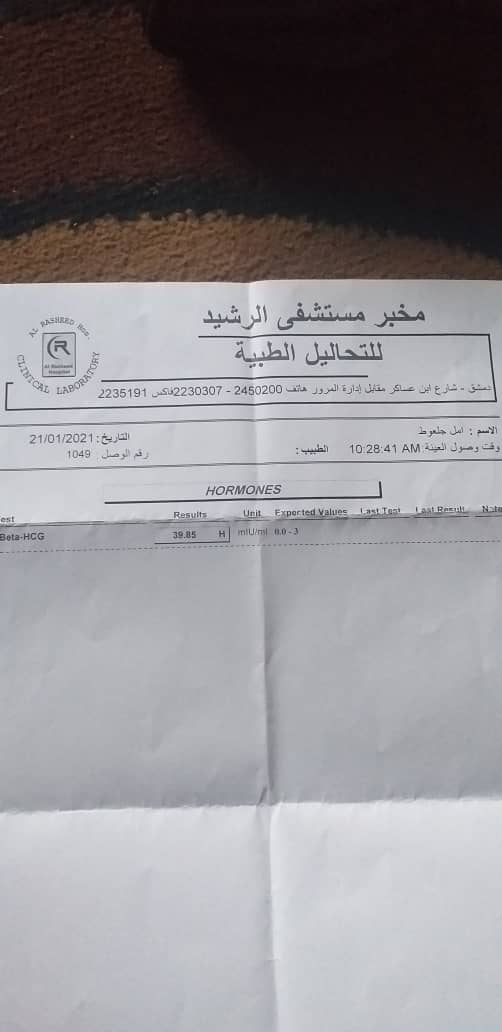 مخبر مستشفى الرشيد
للتحاليل الطبية
AL RASHEED HOS.
CLINICAL LABORATORY
Al Rasheed
Hospital
دمشق - شارع ابن عساكر مقابل إدارة المرور هاتف 2450200 - 2230307 فاكس 2235191
الاسم : امل جلعوط
التاريخ : 21/01/2021
وقت وصول العينة: 10:28:41 AM
الطبيب :
رقم الوصل : 1049
HORMONES
est Results Unit Expected Values Last Test Last Result Note
Beta-HCG 39.85 H mIU/ml 0.0 - 3